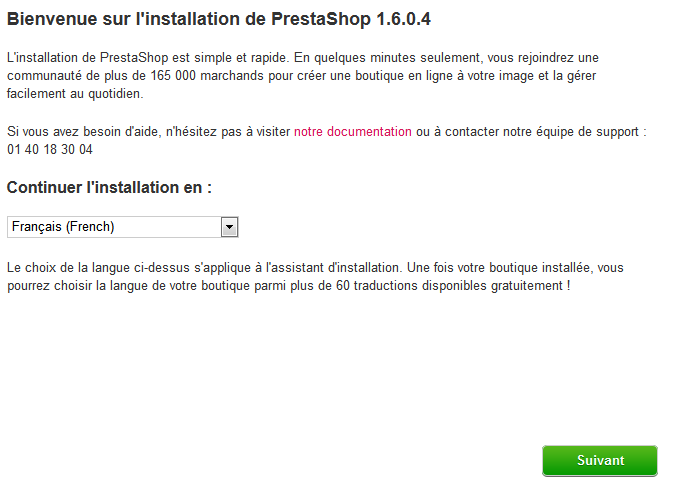 Bienvenue sur l'installation de PrestaShop 1.6.0.4
L'installation de PrestaShop est simple et rapide. En quelques minutes seulement, vous rejoindrez une
communauté de plus de 165 000 marchands pour créer une boutique en ligne à votre image et la gérer
facilement au quotidien.
Si vous avez besoin d'aide, n'hésitez pas à visiter notre documentation ou à contacter notre équipe de support :
01 40 18 30 04
Continuer l'installation en :
Français (French)
Le choix de la langue ci-dessus s'applique à l'assistant d'installation. Une fois votre boutique installée, vous
pourrez choisir la langue de votre boutique parmi plus de 60 traductions disponibles gratuitement !
Suivant